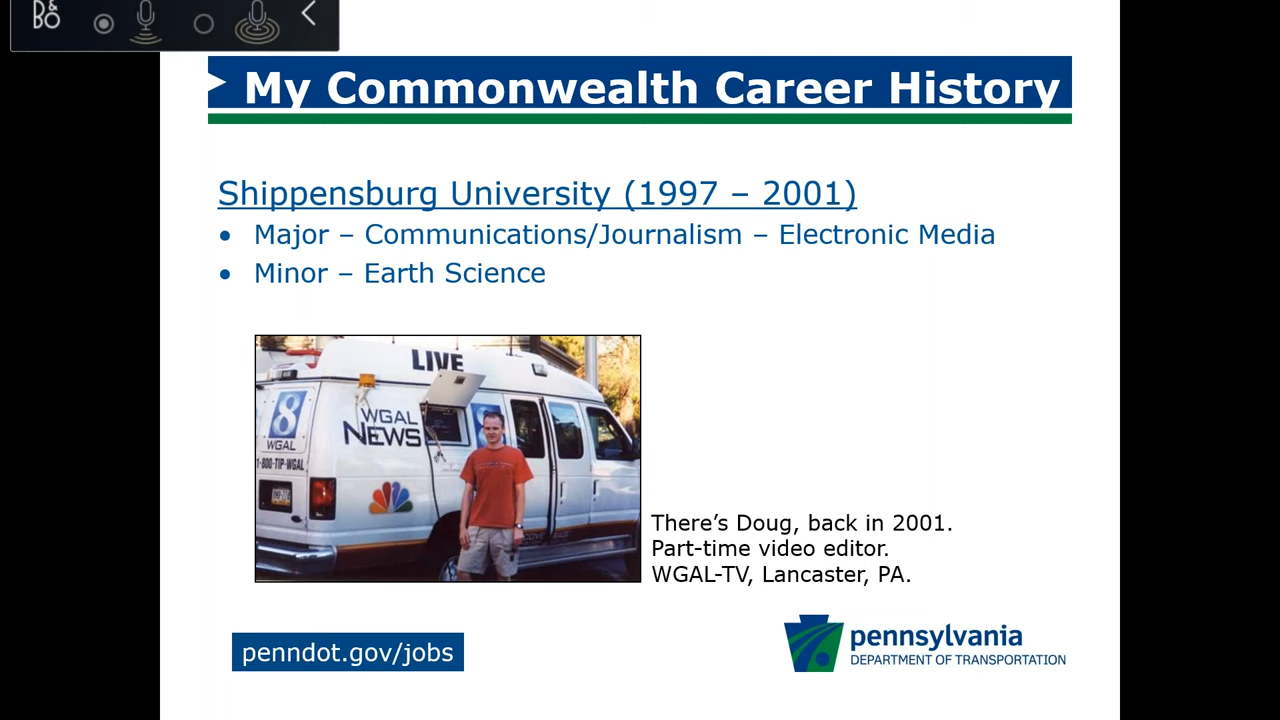 B&O
My Commonwealth Career History
Shippensburg University (1997 – 2001)
• Major – Communications/Journalism – Electronic Media
• Minor – Earth Science
LIVE
8
WGAL
WGAL
NEWS
8
1-800-TIP-WGAL
There’s Doug, back in 2001.
Part-time video editor.
WGAL-TV, Lancaster, PA.
penndot.gov/jobs
pennsylvania
DEPARTMENT OF TRANSPORTATION